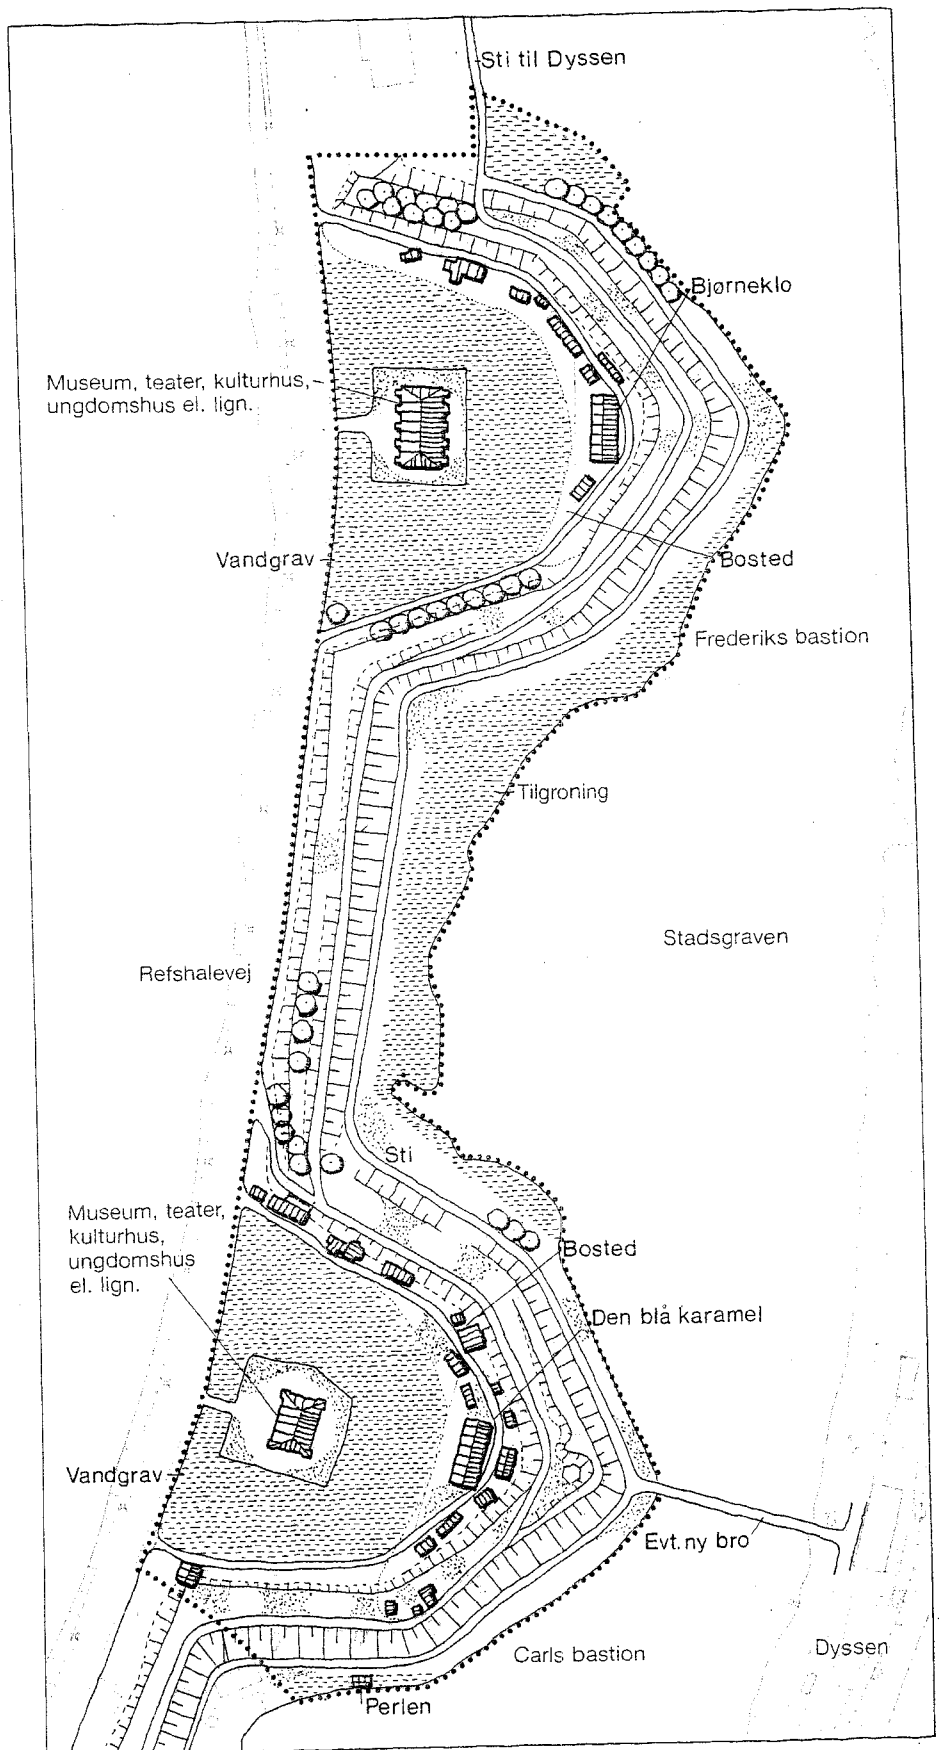 Sti til Dyssen
Bjørneklo
Museum, teater, kulturhus,
ungdomshus el. lign.
Vandgrav
Bosted
Frederiks bastion
Tilgroning
Stadsgraven
Refshalevej
Sti
Museum, teater,
kulturhus,
ungdomshus
el. lign.
Bosted
Den blå karamel
Vandgrav
Evt. ny bro
Carls bastion
Dyssen
Perlen